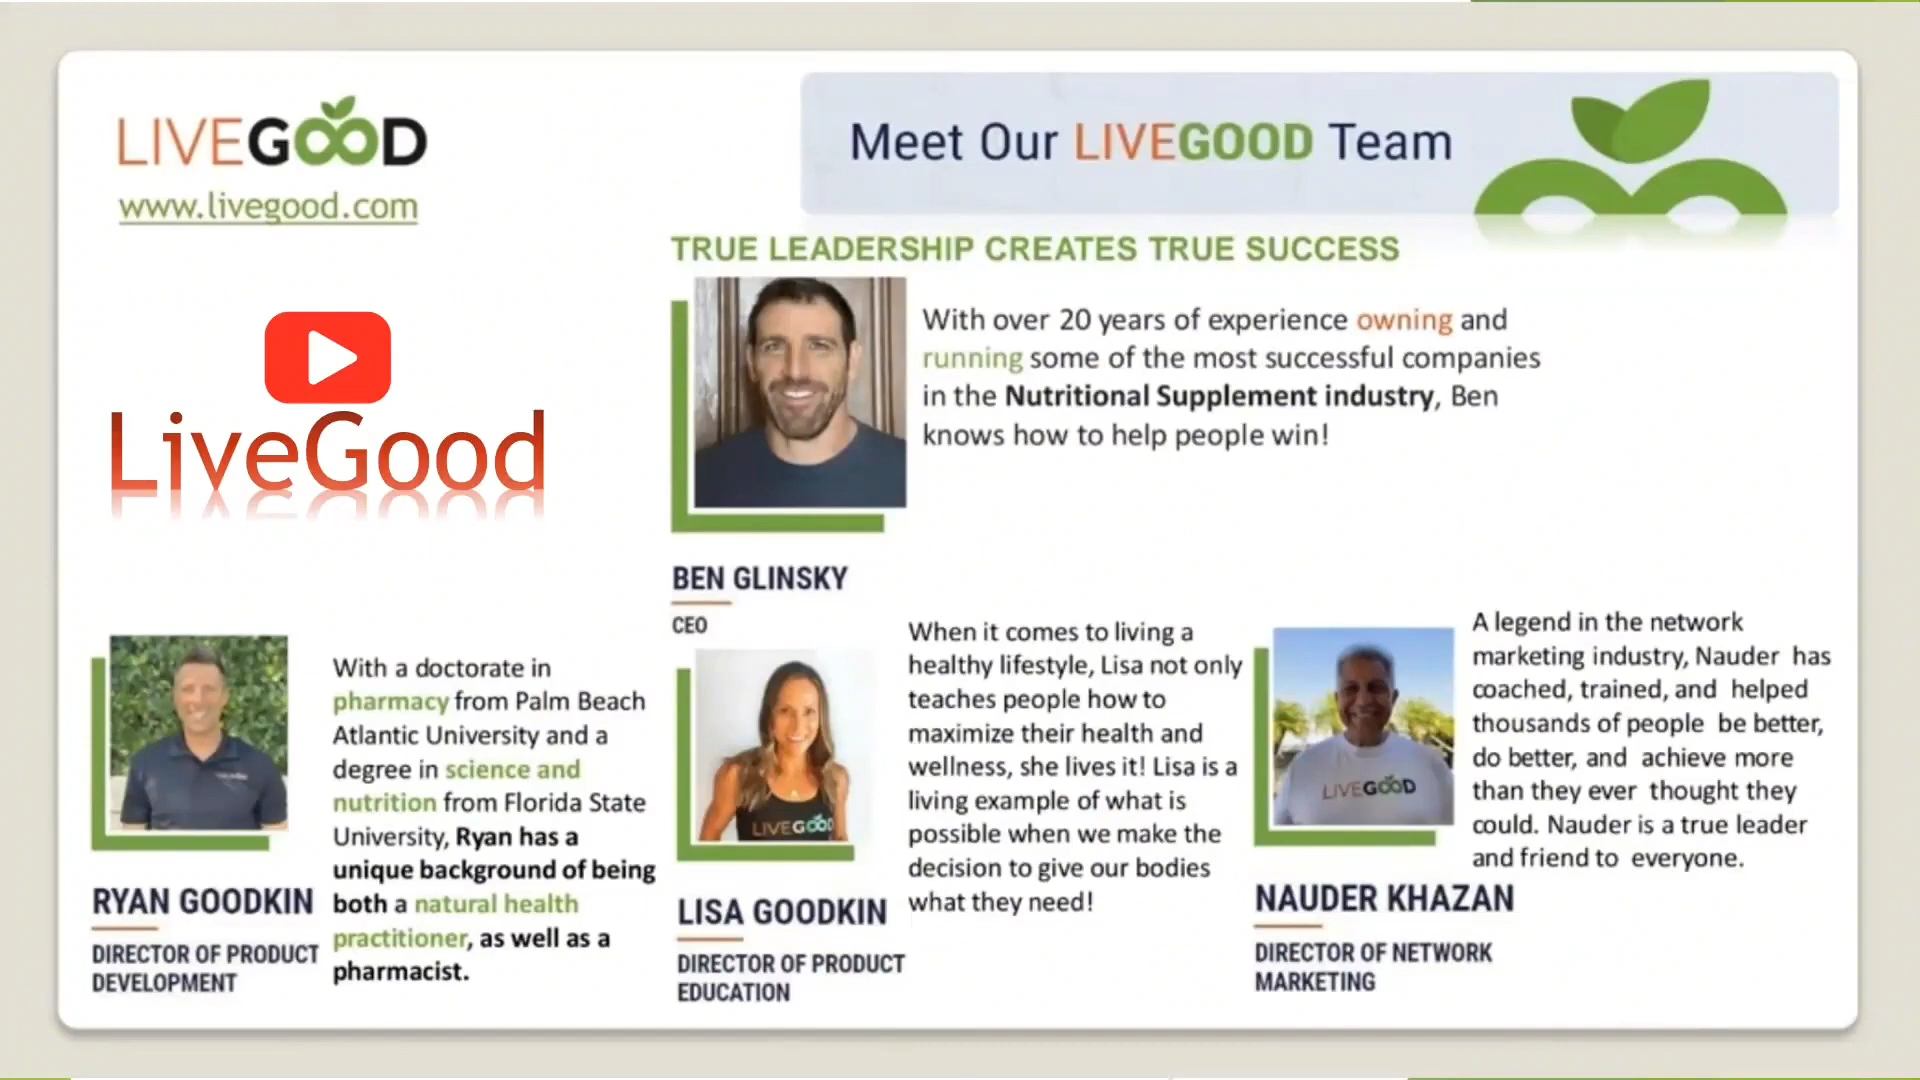 LIVEGOOD
www.livegood.com
Meet Our LIVEGOOD Team
TRUE LEADERSHIP CREATES TRUE SUCCESS
LiveGood
With over 20 years of experience owning and
running some of the most successful companies
in the Nutritional Supplement industry, Ben
knows how to help people win!
BEN GLINSKY
CEO
With a doctorate in
pharmacy from Palm Beach
Atlantic University and a
degree in science and
nutrition from Florida State
University, Ryan has a
unique background of being
both a natural health
practitioner, as well as a
pharmacist.
RYAN GOODKIN
DIRECTOR OF PRODUCT
DEVELOPMENT
When it comes to living a
healthy lifestyle, Lisa not only
teaches people how to
maximize their health and
wellness, she lives it! Lisa is a
living example of what is
possible when we make the
decision to give our bodies
what they need!
LIVEGOOD
LISA GOODKIN
DIRECTOR OF PRODUCT
EDUCATION
A legend in the network
marketing industry, Nauder has
coached, trained, and helped
thousands of people be better,
do better, and achieve more
than they ever thought they
could. Nauder is a true leader
and friend to everyone.
LIVEGOOD
NAUDER KHAZAN
DIRECTOR OF NETWORK
MARKETING